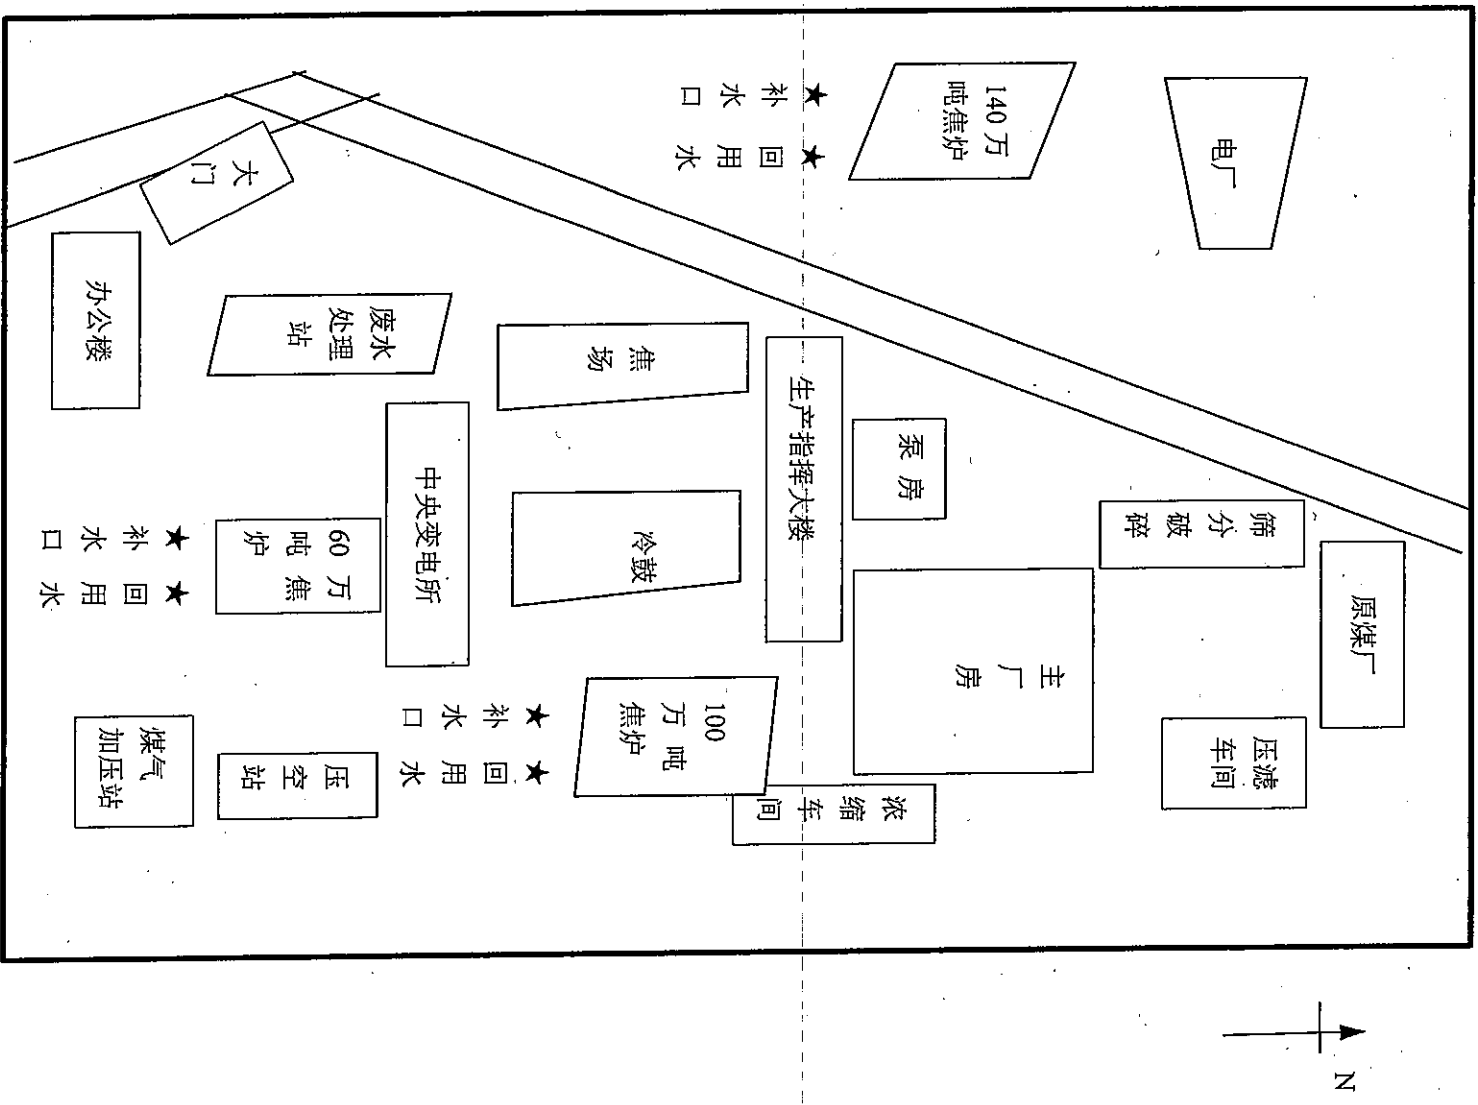 N
电厂
原煤厂
压滤
车间
筛分破碎
主厂房
140万
吨焦炉
★补水口
★回用水
泵房
浓缩车间
生产指挥大楼
焦场
冷鼓
100
万吨
焦炉
★补水口
★回用水
中央变电所
废水
处理
站
60万
吨焦
炉
★补水口
★回用水
压空站
大门
办公楼
煤气
加压站